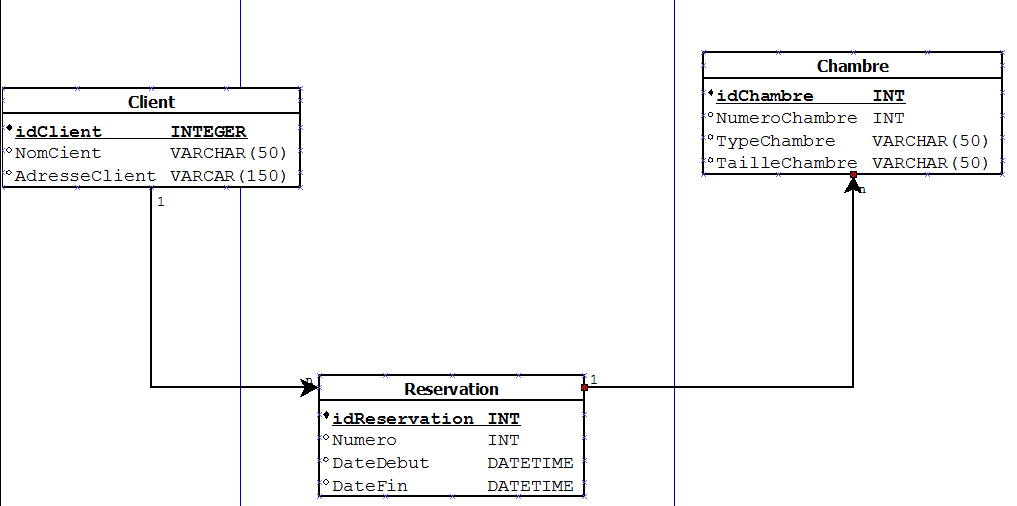 Client
idClient INTEGER
NomCient VARCHAR(50)
AdresseClient VARCAR(150)
1
n
Reservation
idReservation INT
Numero INT
DateDebut DATETIME
DateFin DATETIME
1
n
Chambre
idChambre INT
NumeroChambre INT
TypeChambre VARCHAR(50)
TailleChambre VARCHAR(50)